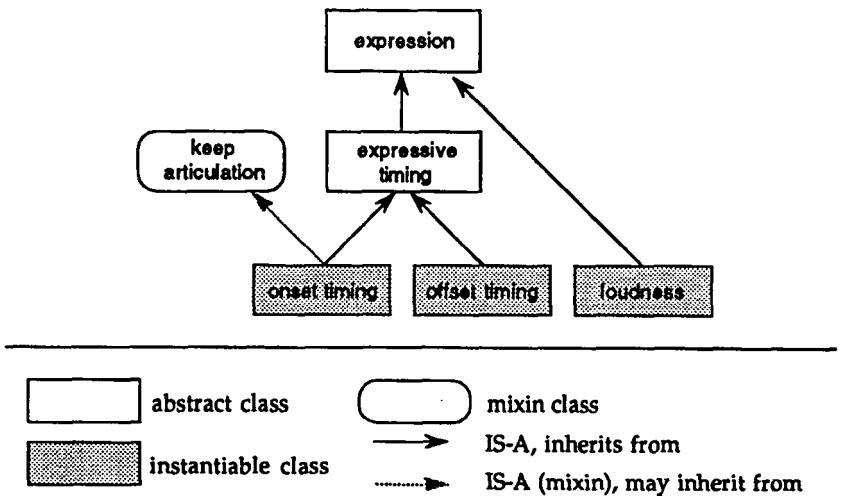 expression
keep
articulation
expressive
timing
onset timing
offset timing
loudness
abstract class
mixin class
instantiable class
IS-A, inherits from
IS-A (mixin), may inherit from